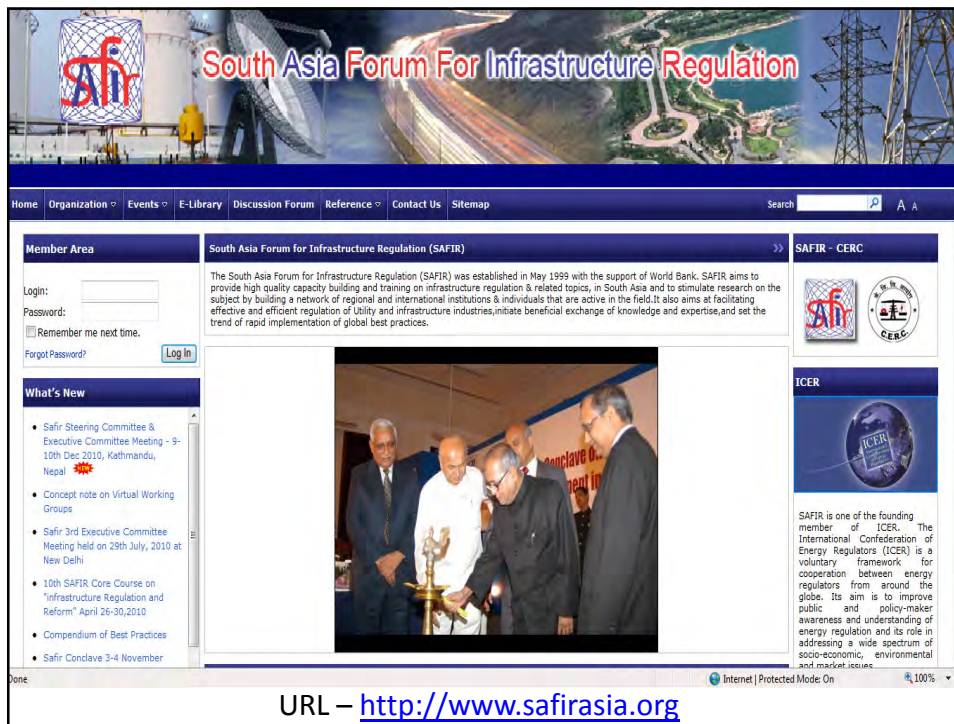 SAfir
South Asia Forum For Infrastructure Regulation
Home Organization Events E-Library Discussion Forum Reference Contact Us Sitemap Search A A
Member Area
Login:
Password:
Remember me next time.
Forgot Password? Log In
What's New
Safir Steering Committee &
Executive Committee Meeting - 9-
10th Dec 2010, Kathmandu,
Nepal NEW
Concept note on Virtual Working
Groups
Safir 3rd Executive Committee
Meeting held on 29th July, 2010 at
New Delhi
10th SAFIR Core Course on
"infrastructure Regulation and
Reform" April 26-30,2010
Compendium of Best Practices
Safir Conclave 3-4 November
South Asia Forum for Infrastructure Regulation (SAFIR)
The South Asia Forum for Infrastructure Regulation (SAFIR) was established in May 1999 with the support of World Bank. SAFIR aims to
provide high quality capacity building and training on infrastructure regulation & related topics, in South Asia and to stimulate research on the
subject by building a network of regional and international institutions & individuals that are active in the field.It also aims at facilitating
effective and efficient regulation of Utility and infrastructure industries,initiate beneficial exchange of knowledge and expertise,and set the
trend of rapid implementation of global best practices.
Conclave o
SAFIR - CERC
SAfir
C.E.R.C.
ICER
ICER
SAFIR is one of the founding
member of ICER. The
International Confederation of
Energy Regulators (ICER) is a
voluntary framework for
cooperation between energy
regulators from around the
globe. Its aim is to improve
public and policy-maker
awareness and understanding of
energy regulation and its role in
addressing a wide spectrum of
socio-economic, environmental
and market issues
Done Internet | Protected Mode: On 100%
URL – http://www.safirasia.org